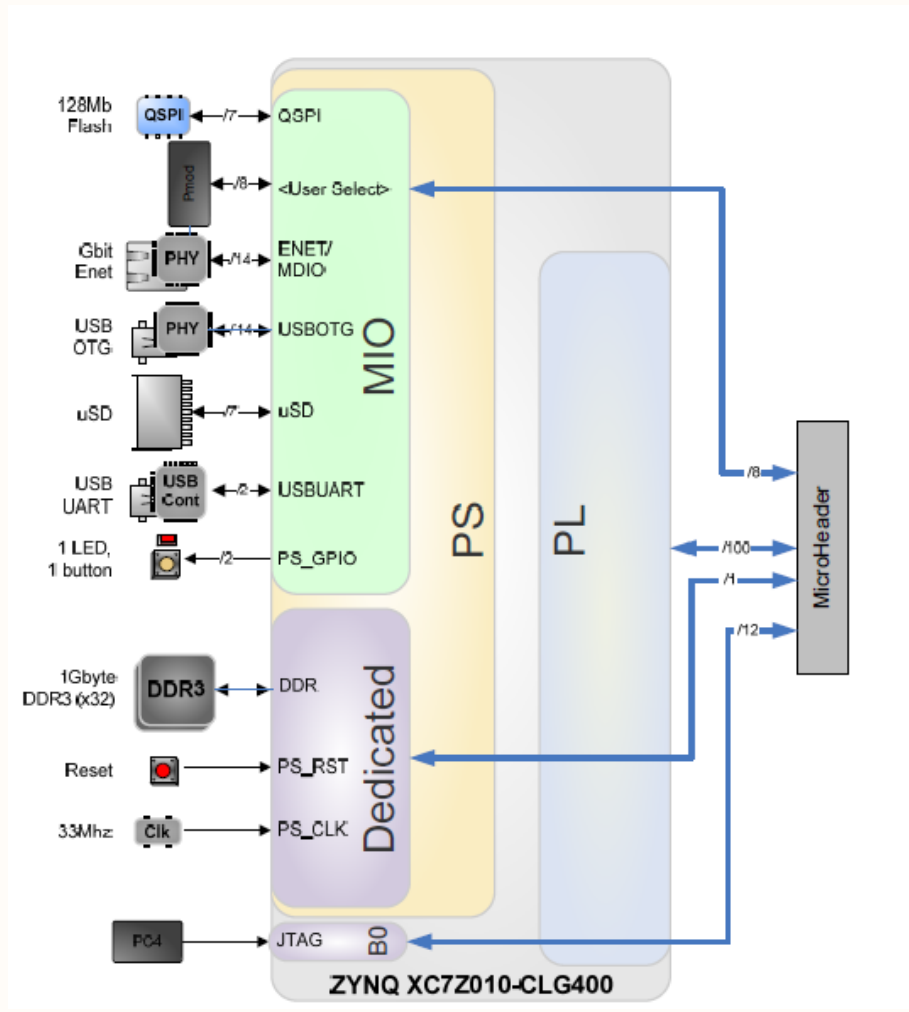 128Mb
Flash
QSPI
/7
QSPI
Pmod
/8
<User Select>
Gbit
Enet
PHY
/14
ENET/
MDIO
USB
OTG
PHY
/14
USBOTG
MIO
uSD
/7
uSD
USB
UART
USB
Cont
/2
USBUART
1 LED,
1 button
/2
PS_GPIO
PS
PL
/8
/100
/1
/12
MicroHeader
1Gbyte
DDR3 (x32)
DDR3
DDR
Reset
PS_RST
Dedicated
33Mhz
Clk
PS_CLK
PC4
JTAG
B0
ZYNQ XC7Z010-CLG400